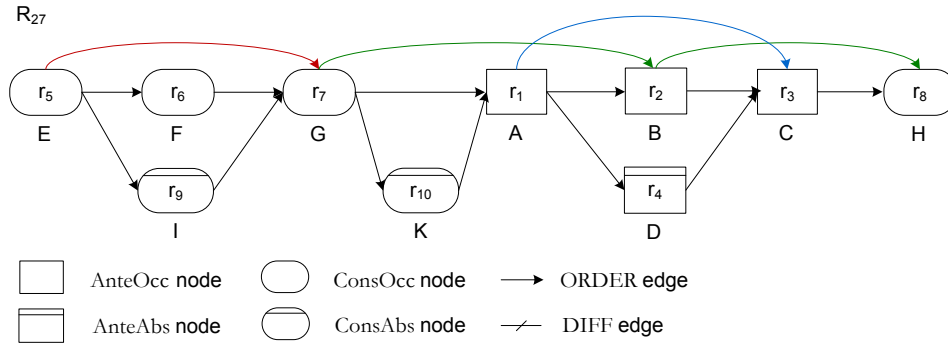 R27
r5 r6 r7 r1 r2 r3 r8
E F G A B C H
r9 r10 r4
I K D
AnteOcc node ConsOcc node ORDER edge
AnteAbs node ConsAbs node DIFF edge